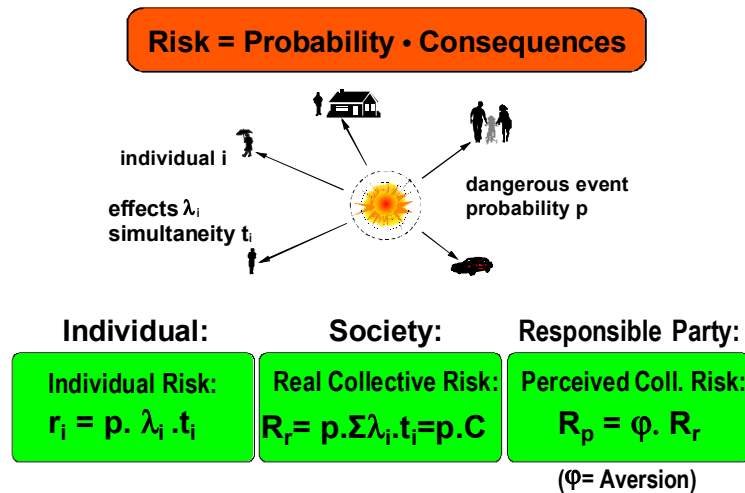 Risk = Probability • Consequences
individual i
effects λi
simultaneity ti
dangerous event
probability p
Individual:
Society:
Responsible Party:
Individual Risk:
ri = p. λi .ti
Real Collective Risk:
Rr= p.Σλi.ti=p.C
Perceived Coll. Risk:
Rp = φ. Rr
(φ= Aversion)